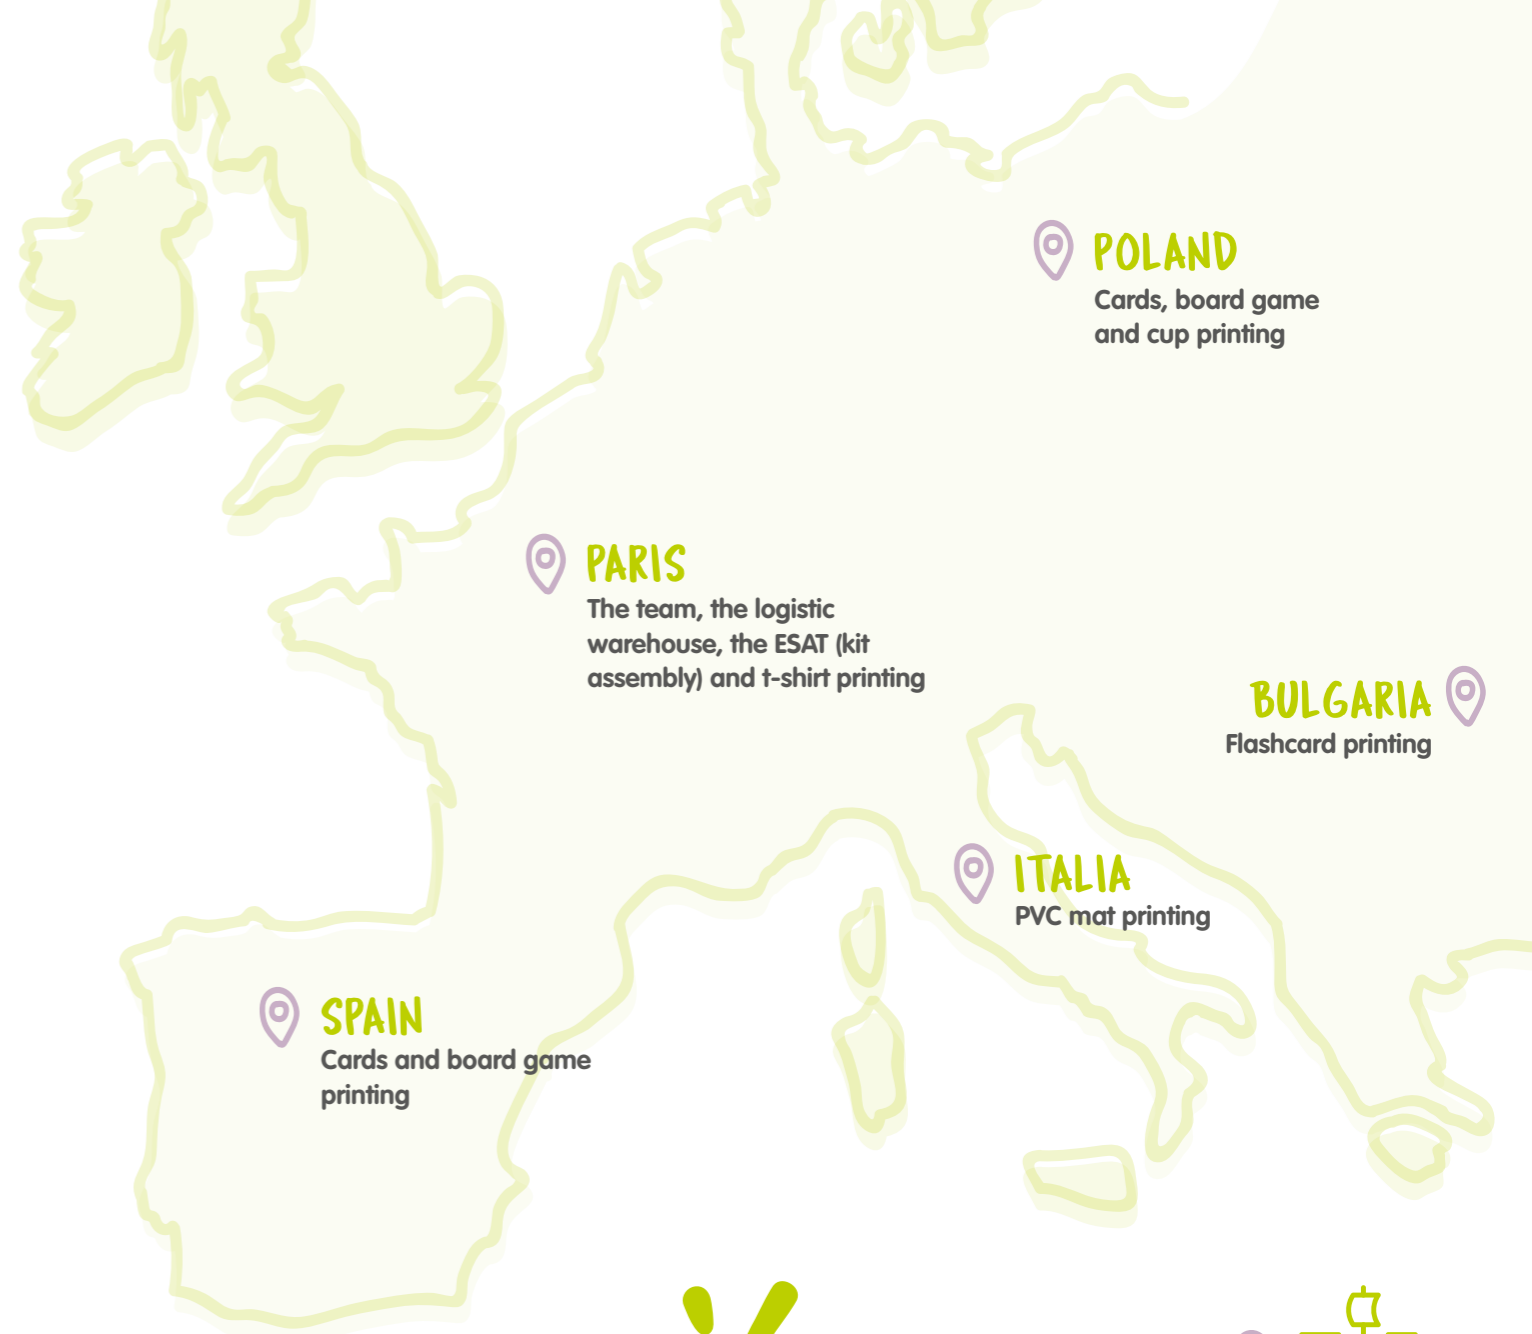 POLAND
Cards, board game
and cup printing
PARIS
The team, the logistic
warehouse, the ESAT (kit
assembly) and t-shirt printing
BULGARIA
Flashcard printing
ITALIA
PVC mat printing
SPAIN
Cards and board game
printing